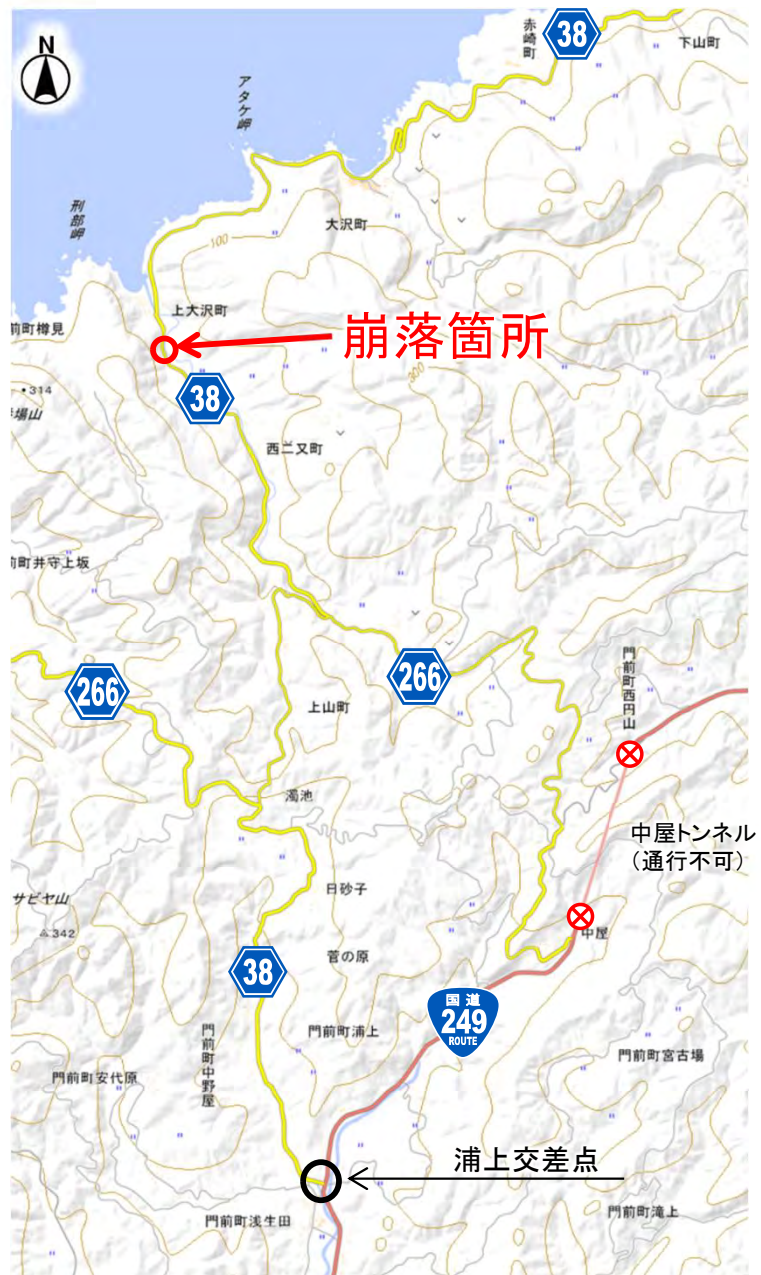 N
赤崎町
38
下山町
アタケ岬
刑部岬
大沢町
100
上大沢町
前町樽見
崩落箇所
300
314
場山
38
西二又町
前町井守上坂
266
266
門前町西円山
上山町
濁池
中屋トンネル
(通行不可)
日砂子
サビヤ山
342
中屋
菅の原
38
国道
249
ROUTE
門前町浦上
門前町中野屋
門前町宮古場
門前町安代原
浦上交差点
門前町浅生田
門前町滝上